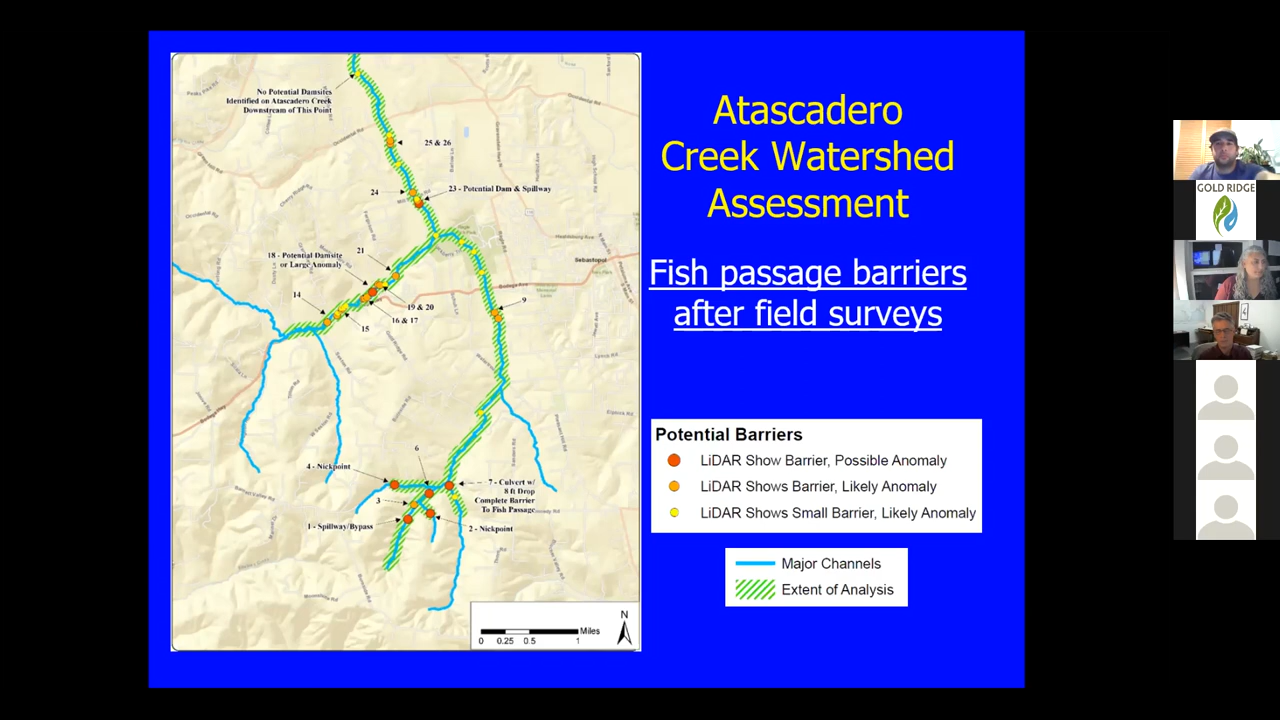 Atascadero
Creek Watershed
Assessment
Fish passage barriers
after field surveys
No Potential Damsites
Identified on Atascadero Creek
Downstream of This Point
25 & 26
24
23 - Potential Dam & Spillway
21
18 - Potential Damsite
or Large Anomaly
Sebastopol
14
19 & 20
9
16 & 17
15
6
4 - Nickpoint
7 - Culvert w/
8 ft Drop
Complete Barrier
To Fish Passage
3
1 - Spillway/Bypass
2 - Nickpoint
N
Miles
0 0.25 0.5 1
Potential Barriers
LiDAR Show Barrier, Possible Anomaly
LiDAR Shows Barrier, Likely Anomaly
LiDAR Shows Small Barrier, Likely Anomaly
Major Channels
Extent of Analysis
GOLD RIDGE